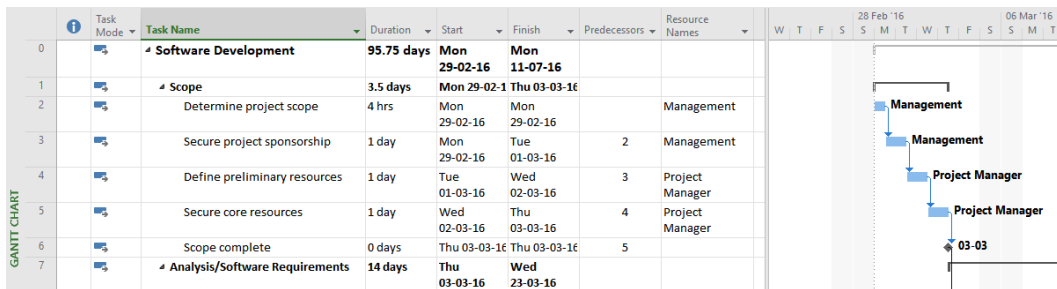 Task Mode Task Name Duration Start Finish Predecessors Resource Names
28 Feb '16 06 Mar '16
W T F S S M T W T F S S M T
0 Software Development 95.75 days Mon 29-02-16 Mon 11-07-16
1 Scope 3.5 days Mon 29-02-1 Thu 03-03-16
2 Determine project scope 4 hrs Mon 29-02-16 Mon 29-02-16 Management
Management
3 Secure project sponsorship 1 day Mon 29-02-16 Tue 01-03-16 2 Management
Management
4 Define preliminary resources 1 day Tue 01-03-16 Wed 02-03-16 3 Project Manager
Project Manager
5 Secure core resources 1 day Wed 02-03-16 Thu 03-03-16 4 Project Manager
Project Manager
6 Scope complete 0 days Thu 03-03-16 Thu 03-03-16 5
03-03
7 Analysis/Software Requirements 14 days Thu 03-03-16 Wed 23-03-16
GANTT CHART